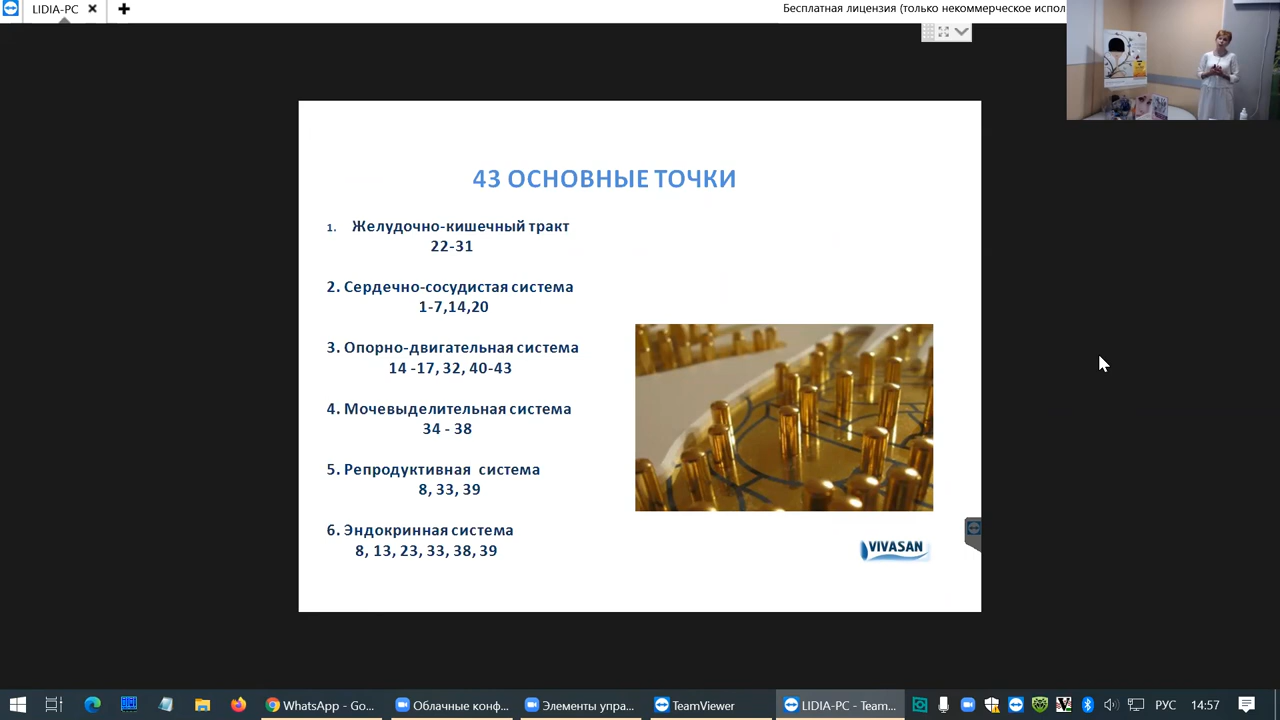 LIDIA-PC
Бесплатная лицензия (только некоммерческое испол
43 ОСНОВНЫЕ ТОЧКИ
1. Желудочно-кишечный тракт
22-31
2. Сердечно-сосудистая система
1-7,14,20
3. Опорно-двигательная система
14 -17, 32, 40-43
4. Мочевыделительная система
34 - 38
5. Репродуктивная система
8, 33, 39
6. Эндокринная система
8, 13, 23, 33, 38, 39
VIVASAN
WhatsApp - Go...
Облачные конф...
Элементы упра...
TeamViewer
LIDIA-PC - Team...
РУС
14:57